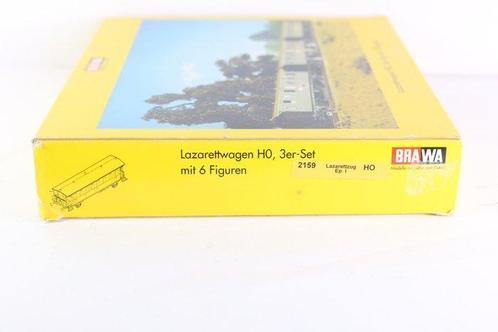 Lazarettwagen H0, 3er-Set
mit 6 Figuren
2159
Lazarettzug
Ep. I
HO
BRAWA